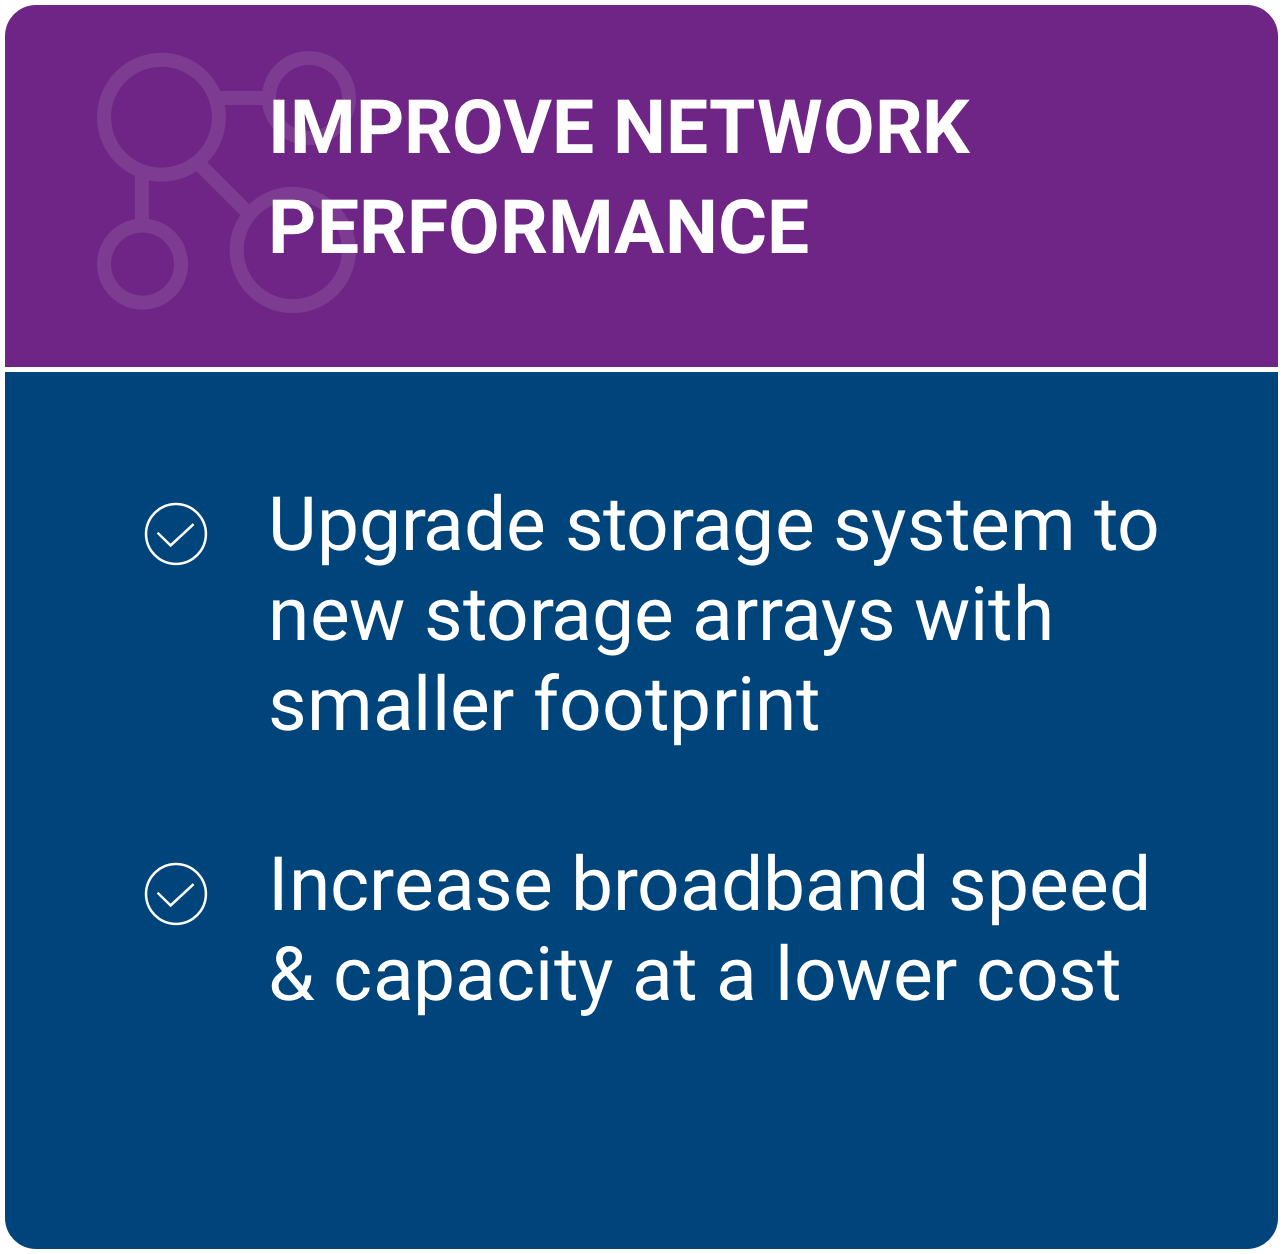 IMPROVE NETWORK
PERFORMANCE
Upgrade storage system to
new storage arrays with
smaller footprint
Increase broadband speed
& capacity at a lower cost